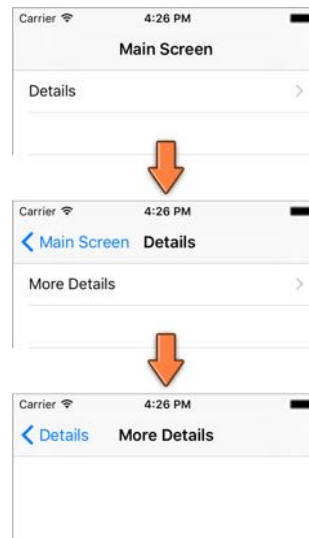 Carrier 4:26 PM
Main Screen
Details
Carrier 4:26 PM
Main Screen Details
More Details
Carrier 4:26 PM
Details More Details